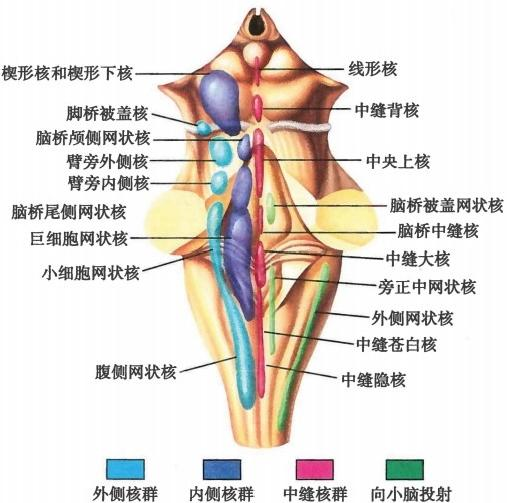 楔形核和楔形下核
脚桥被盖核
脑桥颅侧网状核
臂旁外侧核
臂旁内侧核
脑桥尾侧网状核
巨细胞网状核
小细胞网状核
腹侧网状核
线形核
中缝背核
中央上核
脑桥被盖网状核
脑桥中缝核
中缝大核
旁正中网状核
外侧网状核
中缝苍白核
中缝隐核
外侧核群
内侧核群
中缝核群
向小脑投射